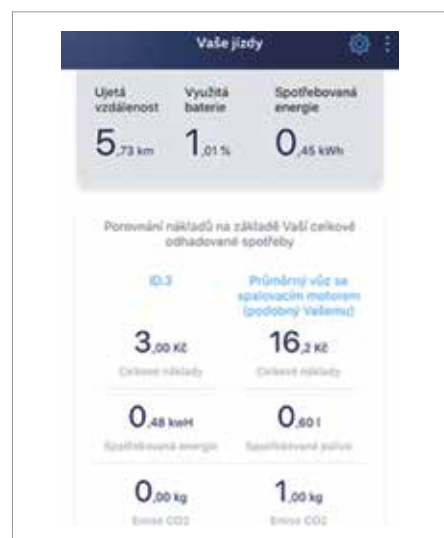 Vaše jízdy
Ujetá Využitá Spotřebovaná
vzdálenost baterie energie
5,73 km 1,01 % 0,45 kWh
Porovnání nákladů na základě Vaší celkové
odhadované spotřeby
ID.3 Průměrný vůz se
spalovacím motorem
(podobný Vašemu)
3,00 Kč 16,2 Kč
Celkové náklady Celkové náklady
0,48 kwH 0,60 l
Spotřebovaná energie Spotřebované palivo
0,00 kg 1,00 kg
Emise CO2 Emise CO2